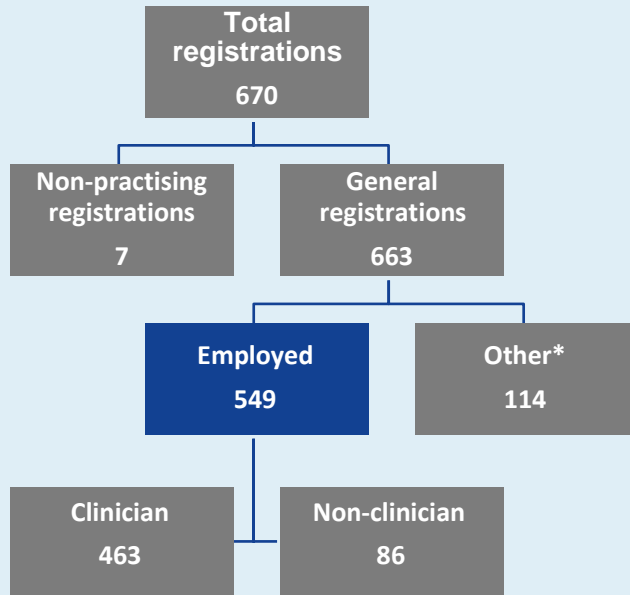 Total
registrations
670
Non-practising
registrations
7
General
registrations
663
Employed
549
Other*
114
Clinician
463
Non-clinician
86